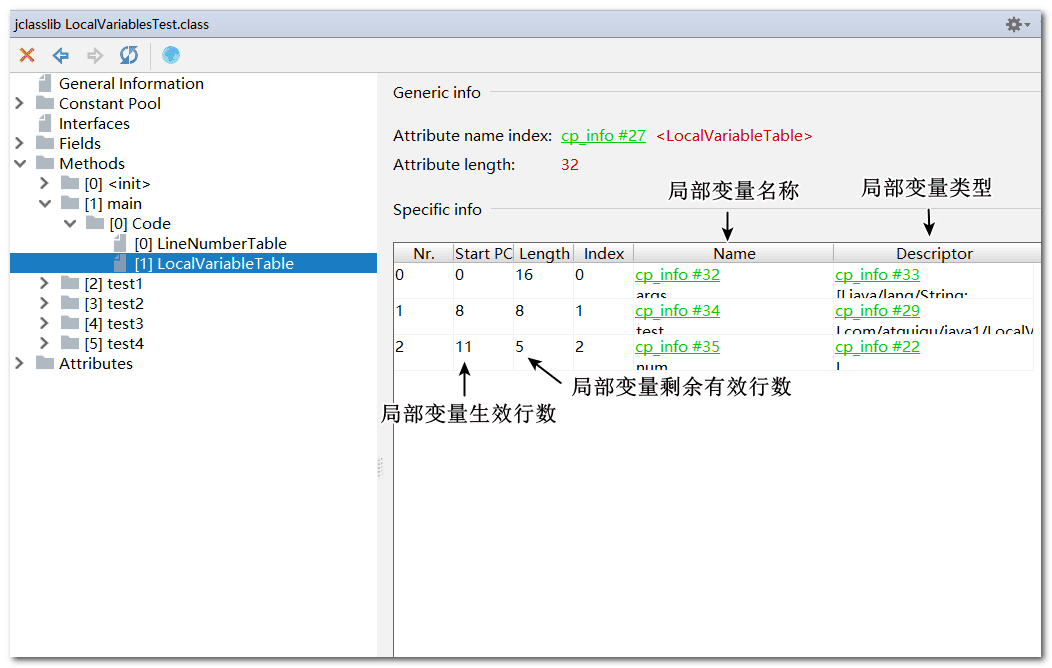 jclasslib LocalVariablesTest.class
General Information
Constant Pool
Interfaces
Fields
Methods
[0] <init>
[1] main
[0] Code
[0] LineNumberTable
[1] LocalVariableTable
[2] test1
[3] test2
[4] test3
[5] test4
Attributes
Generic info
Attribute name index: cp_info #27 <LocalVariableTable>
Attribute length: 32
局部变量名称
局部变量类型
Specific info
Nr. Start PC Length Index Name Descriptor
0 0 16 0 cp_info #32 cp_info #33
args [Ljava/lang/String;
1 8 8 1 cp_info #34 cp_info #29
test Lcom/atguigu/java1/LocalV
2 11 5 2 cp_info #35 cp_info #22
num I
局部变量剩余有效行数
局部变量生效行数